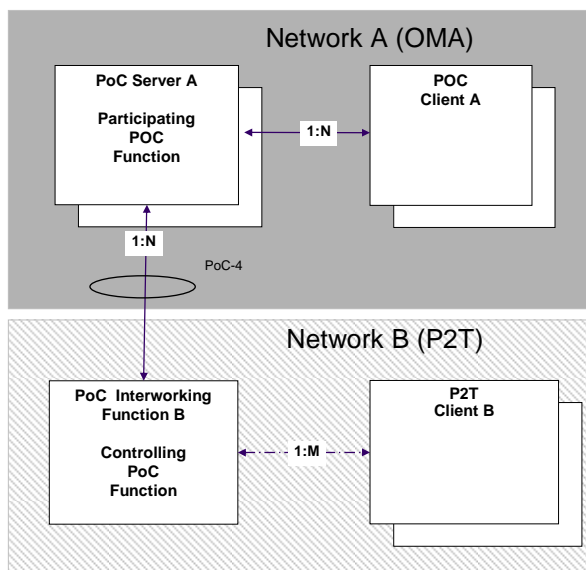 Network A (OMA)
PoC Server A
Participating
POC
Function
1:N
POC
Client A
1:N
PoC-4
Network B (P2T)
PoC Interworking
Function B
Controlling
PoC
Function
1:M
P2T
Client B